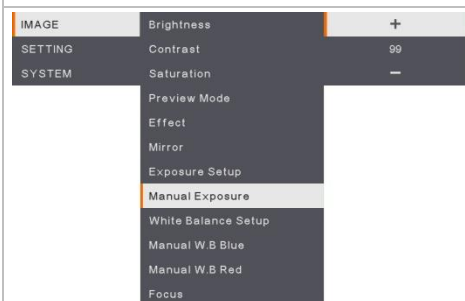 IMAGE
SETTING
SYSTEM
Brightness
Contrast
Saturation
Preview Mode
Effect
Mirror
Exposure Setup
Manual Exposure
White Balance Setup
Manual W.B Blue
Manual W.B Red
Focus
+
99
−